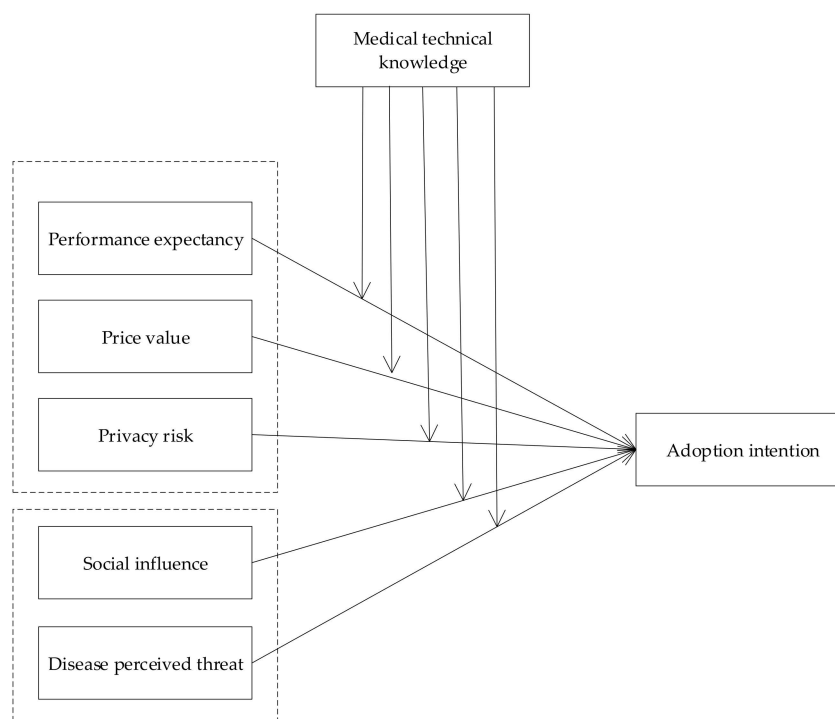 Medical technical
knowledge
Performance expectancy
Price value
Privacy risk
Adoption intention
Social influence
Disease perceived threat